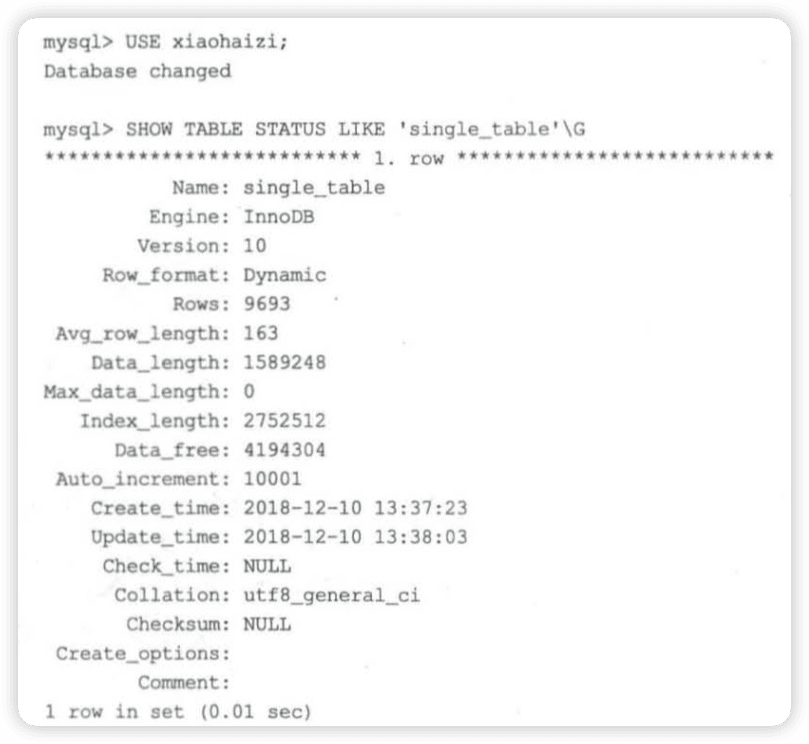 mysql> USE xiaohaizi;
Database changed
mysql> SHOW TABLE STATUS LIKE 'single_table'\G
*************************** 1. row ***************************
Name: single_table
Engine: InnoDB
Version: 10
Row_format: Dynamic
Rows: 9693
Avg_row_length: 163
Data_length: 1589248
Max_data_length: 0
Index_length: 2752512
Data_free: 4194304
Auto_increment: 10001
Create_time: 2018-12-10 13:37:23
Update_time: 2018-12-10 13:38:03
Check_time: NULL
Collation: utf8_general_ci
Checksum: NULL
Create_options:
Comment:
1 row in set (0.01 sec)